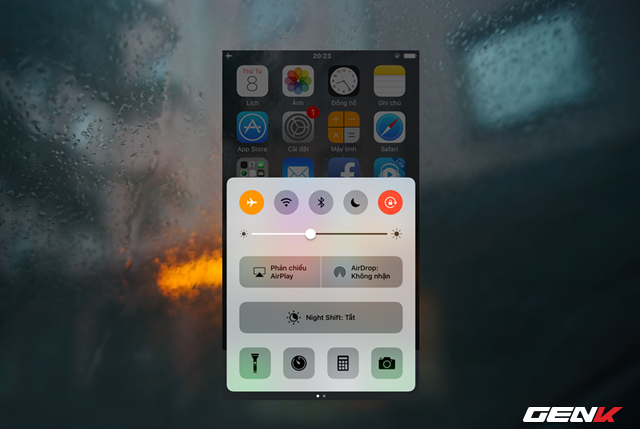 20:23
Thứ Tư
8
Lịch
Ảnh
Đồng hồ
Ghi chú
1
App Store
Cài đặt
Máy tính
Safari
Phản chiếu
AirPlay
AirDrop:
Không nhận
Night Shift: Tắt
GENK